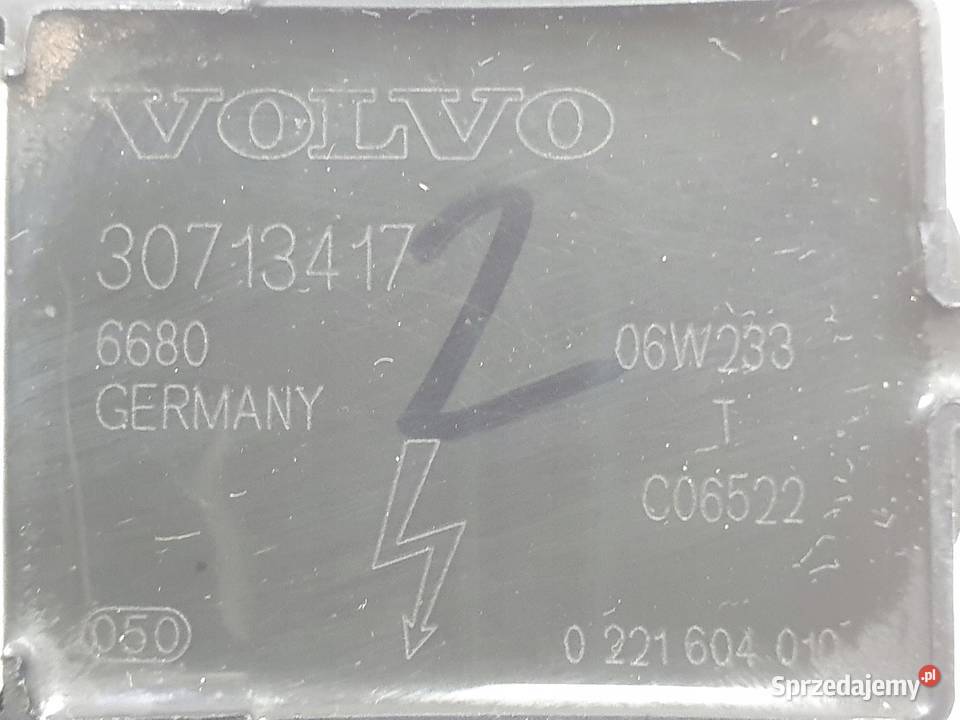 VOLVO
30713417
2
6680
06W233
GERMANY
I
C06522
050
0 221 604 010
Sprzedajemy.pl